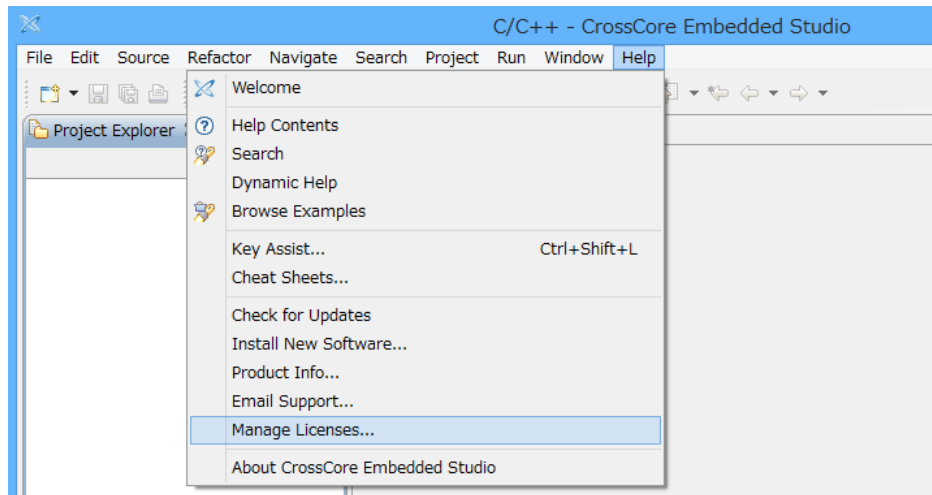 C/C++ - CrossCore Embedded Studio
File Edit Source Refactor Navigate Search Project Run Window Help
Project Explorer
Welcome
Help Contents
Search
Dynamic Help
Browse Examples
Key Assist... Ctrl+Shift+L
Cheat Sheets...
Check for Updates
Install New Software...
Product Info...
Email Support...
Manage Licenses...
About CrossCore Embedded Studio